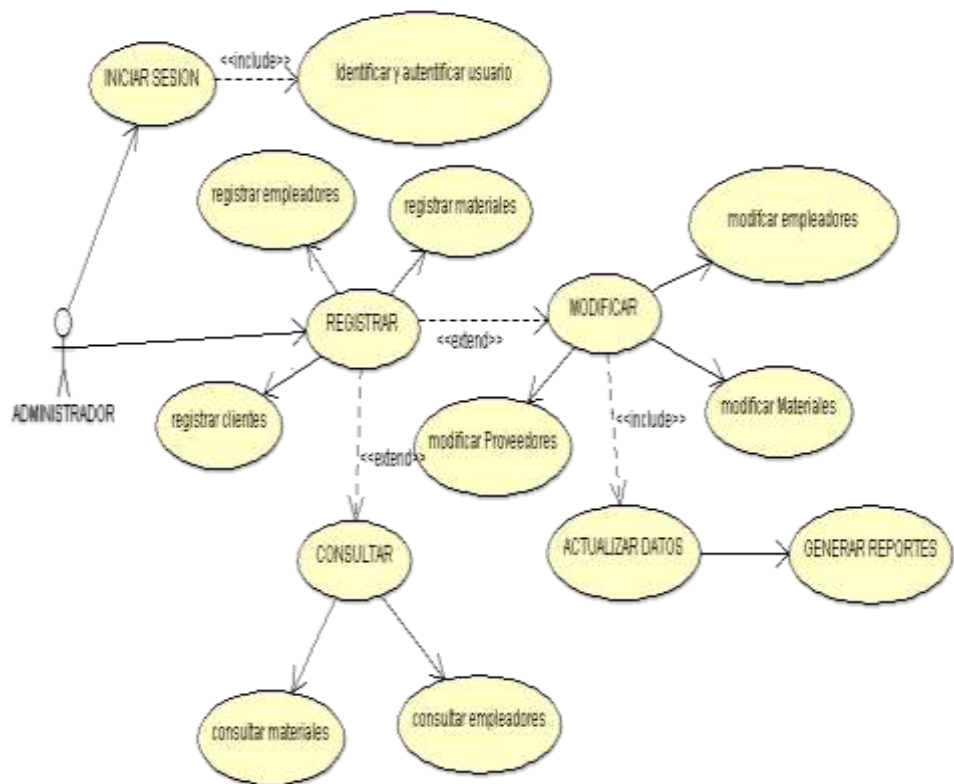 <<include>>
INICIAR SESION
Identificar y autentificar usuario
registrar empleadores
registrar materiales
modifcar empleadores
REGISTRAR
<<extend>>
MODIFICAR
ADMINISTRADOR
registrar clientes
modificar Proveedores
<<include>>
modificar Materiales
<<extend>>
CONSULTAR
ACTUALIZAR DATOS
GENERAR REPORTES
consultar materiales
consultar empleadores